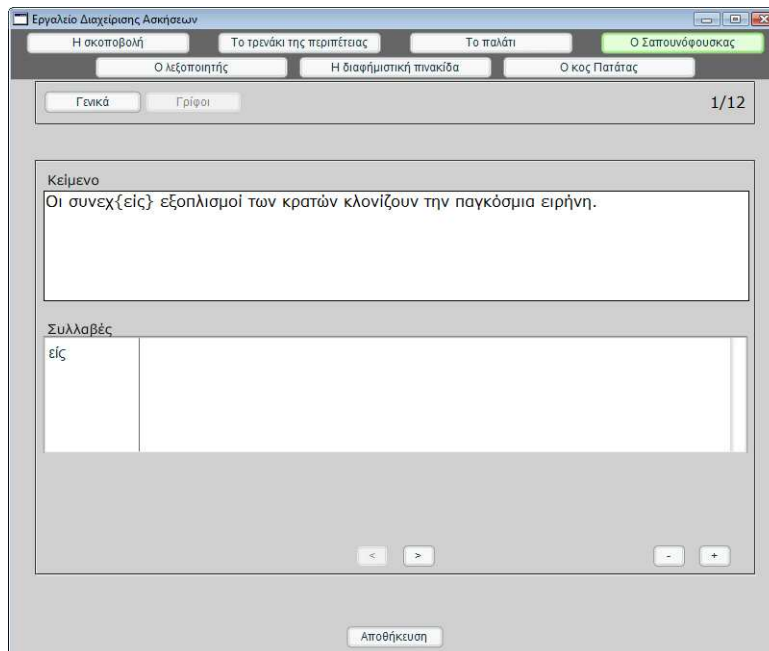 Εργαλείο Διαχείρισης Ασκήσεων
Η σκοποβολή Το τρενάκι της περιπέτειας Το παλάτι Ο Σαπουνόφουσκας
Ο λεξοποιητής Η διαφήμιστική πινακίδα Ο κος Πατάτας
Γενικά Γρίφοι 1/12
Κείμενο
Οι συνεχ{είς} εξοπλισμοί των κρατών κλονίζουν την παγκόσμια ειρήνη.
Συλλαβές
είς
< > - +
Αποθήκευση